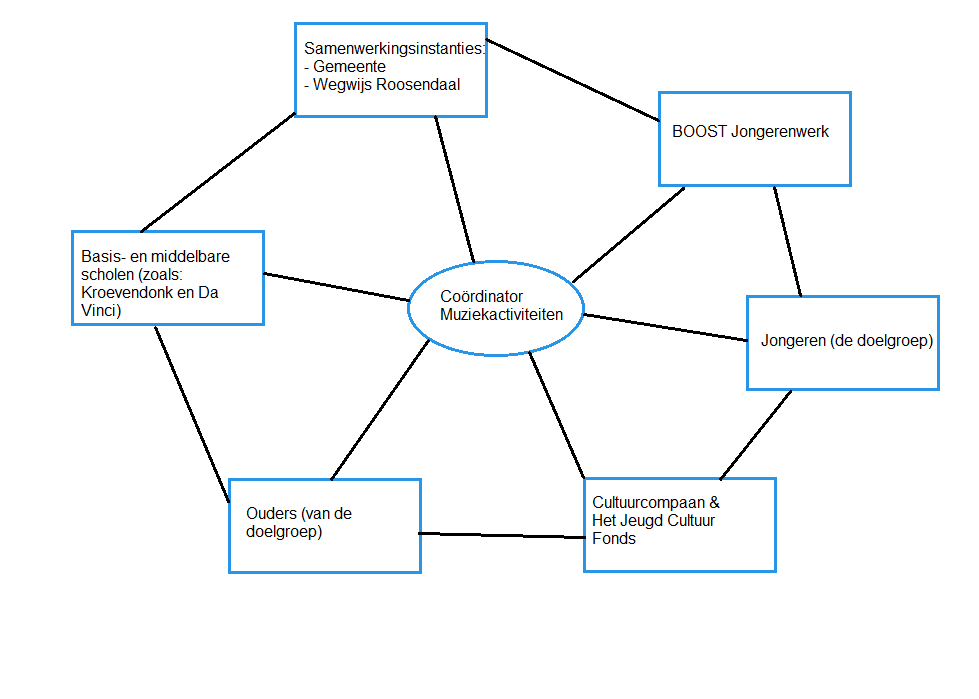 Samenwerkingsinstanties:
- Gemeente
- Wegwijs Roosendaal
BOOST Jongerenwerk
Basis- en middelbare
scholen (zoals:
Kroevendonk en Da
Vinci)
Coördinator
Muziekactiviteiten
Jongeren (de doelgroep)
Ouders (van de
doelgroep)
Cultuurcompaan &
Het Jeugd Cultuur
Fonds